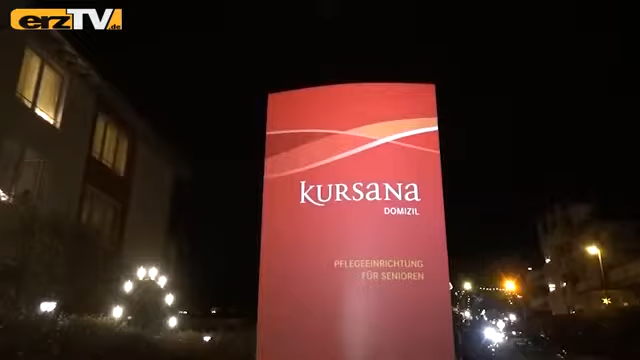 erzTV.de
KURSANA
DOMIZIL
PFLEGEEINRICHTUNG
FÜR SENIOREN